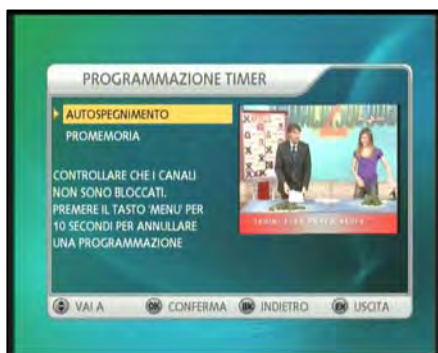 PROGRAMMAZIONE TIMER
AUTOSPEGNIMENTO
PROMEMORIA
CONTROLLARE CHE I CANALI
NON SONO BLOCCATI.
PREMERE IL TASTO 'MENU' PER
10 SECONDI PER ANNULLARE
UNA PROGRAMMAZIONE
VAI A OK CONFERMA INDIETRO USCITA